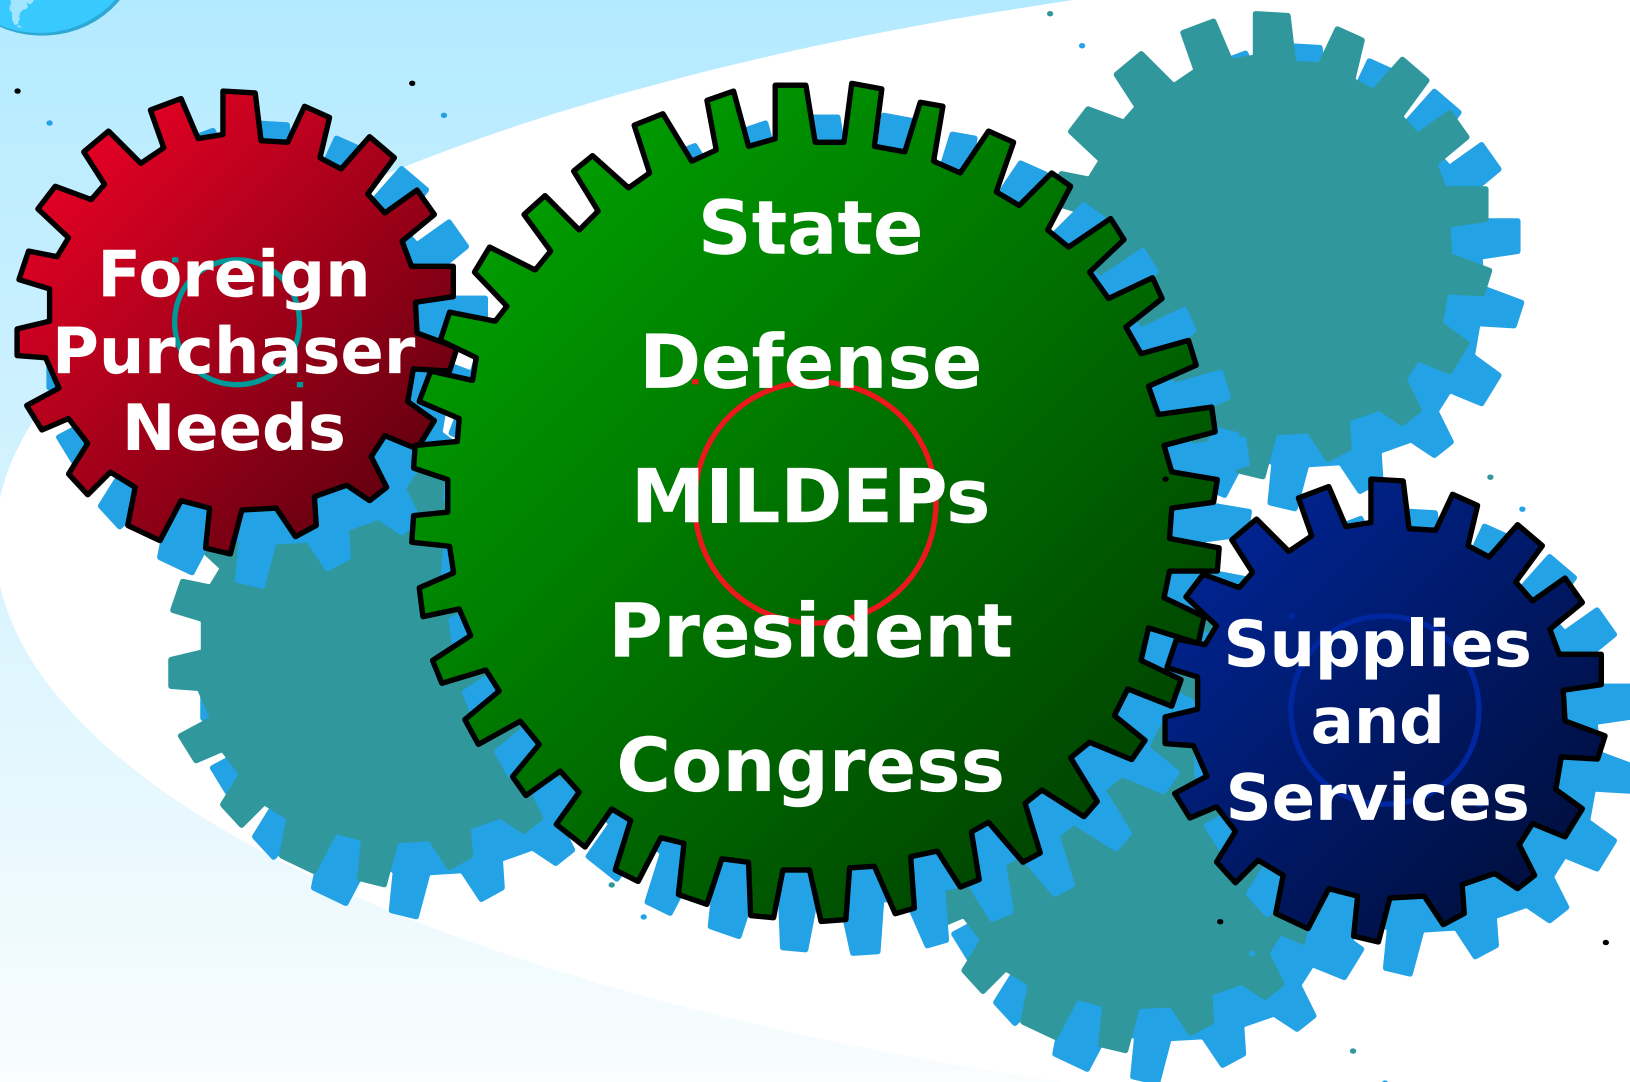 Foreign
Purchaser
Needs
State
Defense
MILDEPs
President
Congress
Supplies
and
Services